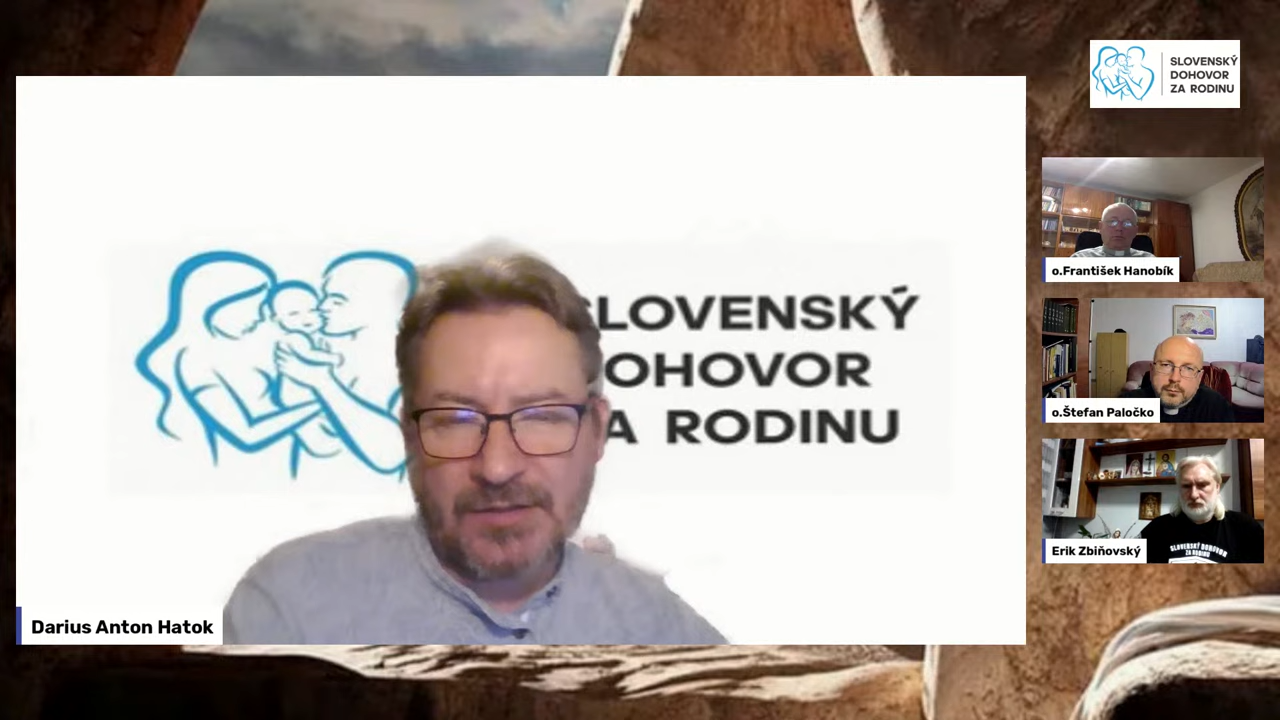 SLOVENSKÝ
DOHOVOR
ZA RODINU
SLOVENSKÝ
OHOVOR
A RODINU
o.František Hanobík
o.Štefan Paločko
SLOVENSKÝ DOHOVOR
ZA RODINU
Erik Zbiňovský
Darius Anton Hatok